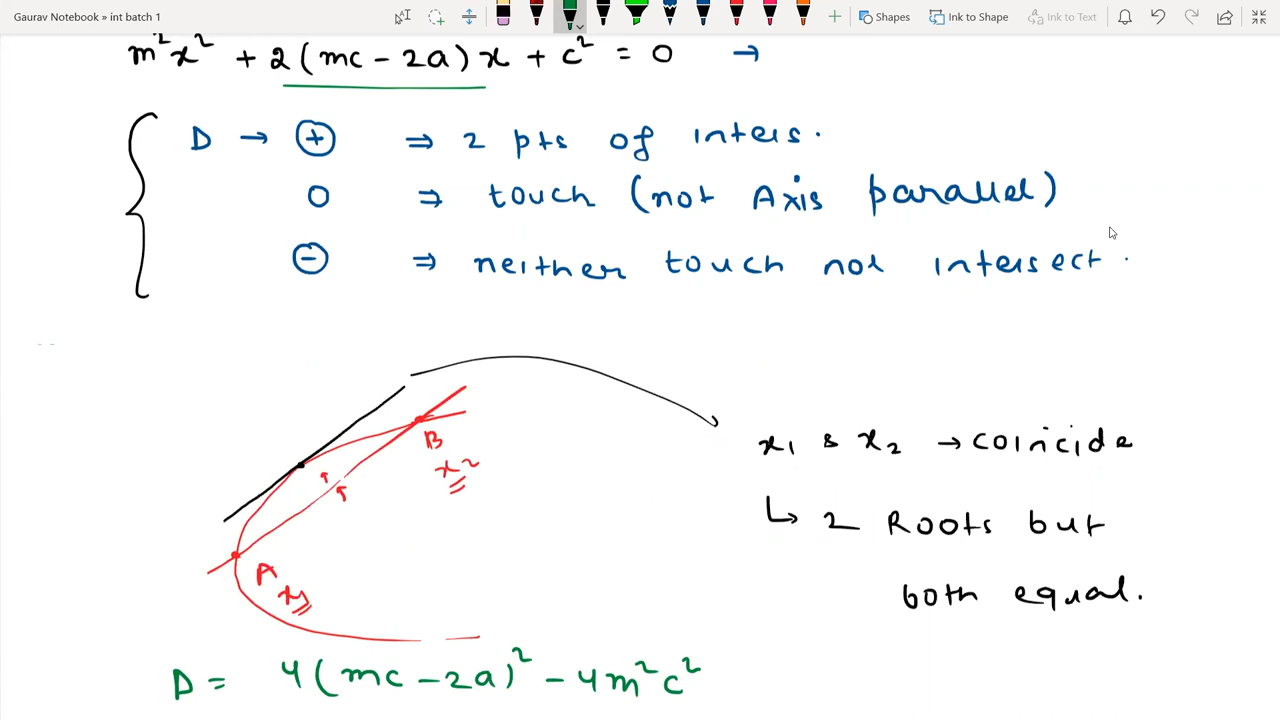 Gaurav Notebook » int batch 1
Shapes Ink to Shape Ink to Text
m²x² + 2(mc - 2a)x + c² = 0 →
D → ⊕ ⇒ 2 pts of inters.
0 ⇒ touch (not Axis parallel)
⊖ ⇒ neither touch not intersect.
B
x2
A
x1 & x2 → coincide
↳ 2 Roots but
both equal.
D = 4(mc - 2a)² - 4m²c²